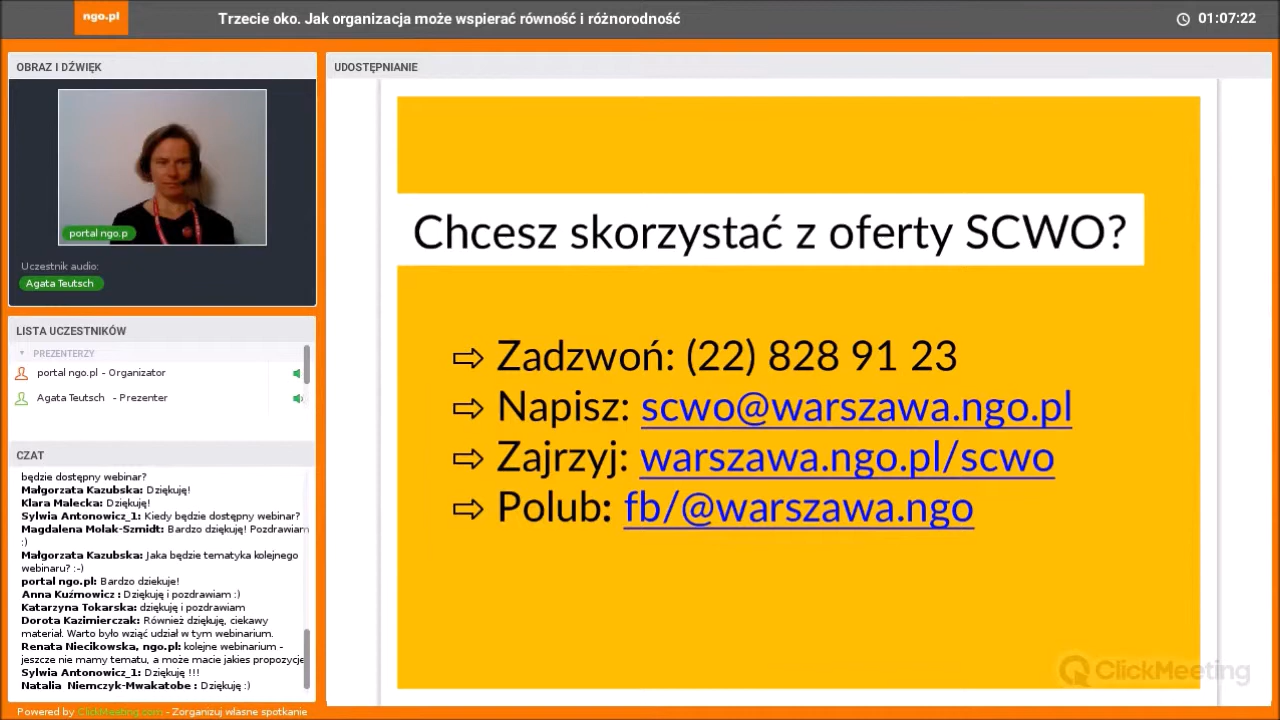 ngo.pl
Trzecie oko. Jak organizacja może wspierać równość i różnorodność
01:07:22
OBRAZ I DŹWIĘK
portal ngo.p
Uczestnik audio:
Agata Teutsch
LISTA UCZESTNIKÓW
PREZENTERZY
portal ngo.pl - Organizator
Agata Teutsch - Prezenter
CZAT
będzie dostępny webinar?
Małgorzata Kazubska: Dziękuję!
Klara Malecka: Dziękuję!
Sylwia Antonowicz_1: Kiedy będzie dostępny webinar?
Magdalena Molak-Szmidt: Bardzo dziękuję! Pozdrawiam
:)
Małgorzata Kazubska: Jaka będzie tematyka kolejnego
webinaru? :-)
portal ngo.pl: Bardzo dziekuje!
Anna Kuźmowicz : Dziękuję i pozdrawiam :)
Katarzyna Tokarska: dziękuję i pozdrawiam
Dorota Kazimierczak: Również dziękuję, ciekawy
materiał. Warto było wziąć udział w tym webinarium.
Renata Niecikowska, ngo.pl: kolejne webinarium -
jeszcze nie mamy tematu, a może macie jakies propozycje
Sylwia Antonowicz_1: Dziękuję !!!
Natalia Niemczyk-Mwakatobe : Dziękuję :)
Powered by ClickMeeting.com - Zorganizuj własne spotkanie
UDOSTĘPNIANIE
Chcesz skorzystać z oferty SCWO?
⇨ Zadzwoń: (22) 828 91 23
⇨ Napisz: scwo@warszawa.ngo.pl
⇨ Zajrzyj: warszawa.ngo.pl/scwo
⇨ Polub: fb/@warszawa.ngo
ClickMeeting